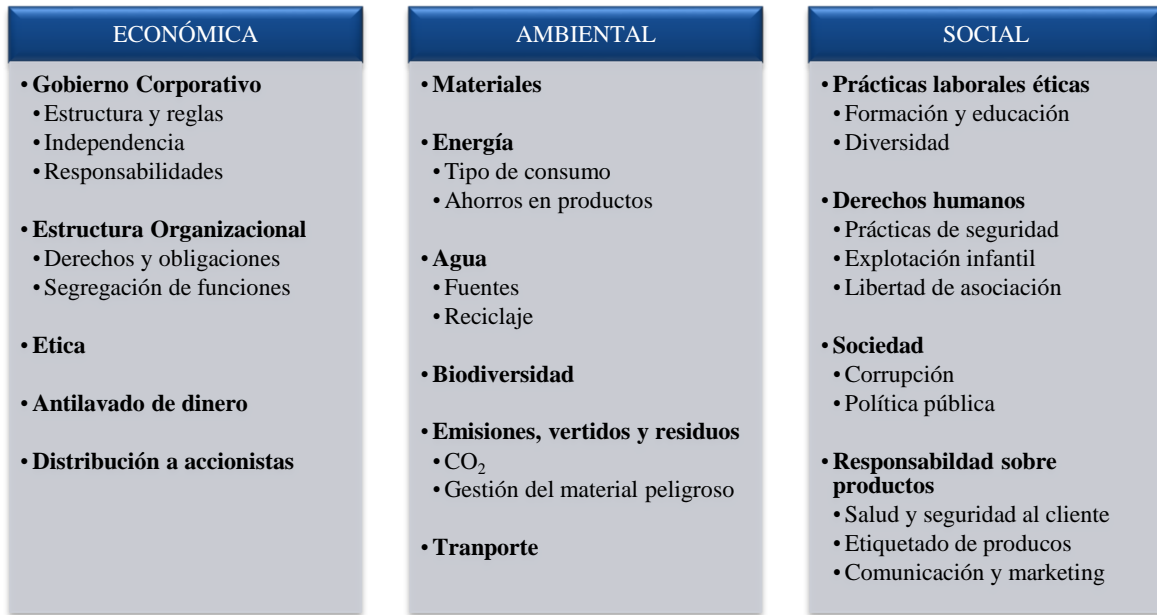 ECONÓMICA
• Gobierno Corporativo
• Estructura y reglas
• Independencia
• Responsabilidades
• Estructura Organizacional
• Derechos y obligaciones
• Segregación de funciones
• Etica
• Antilavado de dinero
• Distribución a accionistas
AMBIENTAL
• Materiales
• Energía
• Tipo de consumo
• Ahorros en productos
• Agua
• Fuentes
• Reciclaje
• Biodiversidad
• Emisiones, vertidos y residuos
• CO₂
• Gestión del material peligroso
• Tranporte
SOCIAL
• Prácticas laborales éticas
• Formación y educación
• Diversidad
• Derechos humanos
• Prácticas de seguridad
• Explotación infantil
• Libertad de asociación
• Sociedad
• Corrupción
• Política pública
• Responsabildad sobre
productos
• Salud y seguridad al cliente
• Etiquetado de producos
• Comunicación y marketing